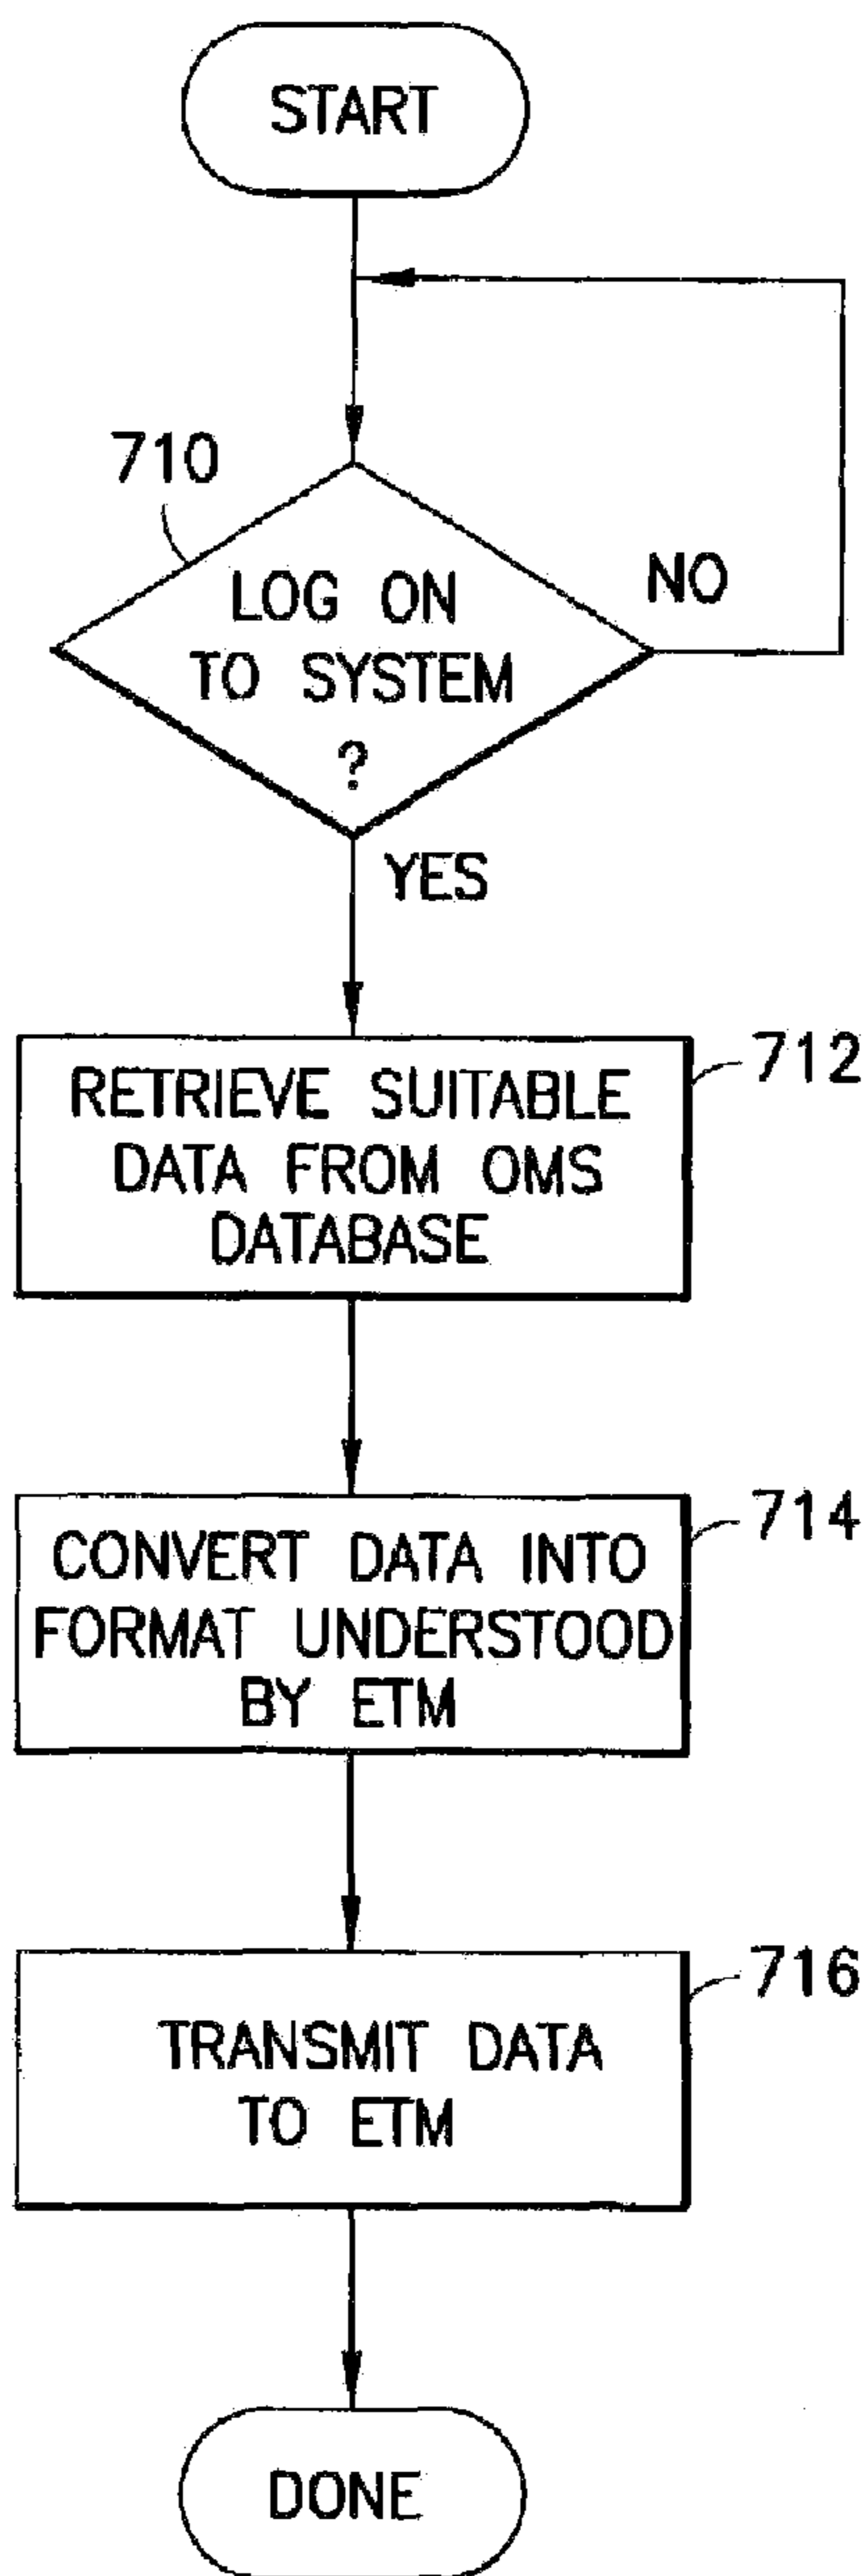 START
710
LOG ON
TO SYSTEM
?
NO
YES
712
RETRIEVE SUITABLE
DATA FROM OMS
DATABASE
714
CONVERT DATA INTO
FORMAT UNDERSTOOD
BY ETM
716
TRANSMIT DATA
TO ETM
DONE